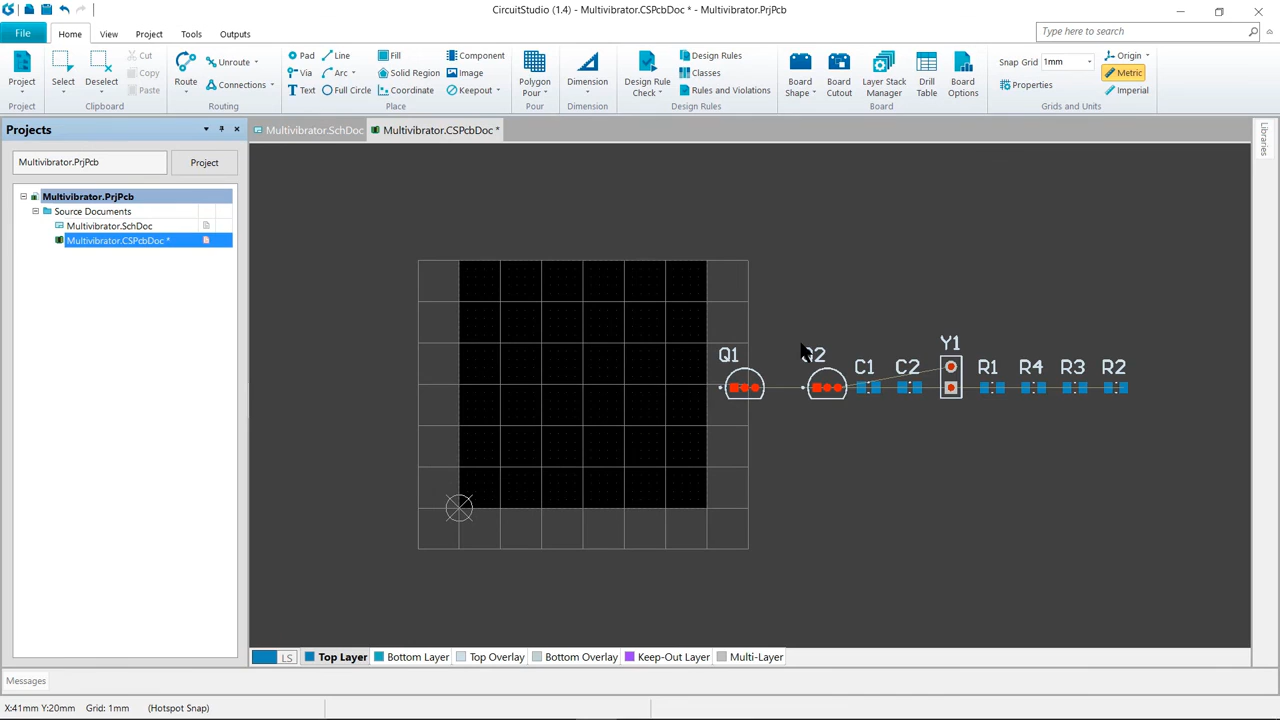 CircuitStudio (1.4) - Multivibrator.CSPcbDoc * - Multivibrator.PrjPcb
File Home View Project Tools Outputs Type here to search
Project Project
Select Deselect Cut Copy Paste Clipboard
Route Unroute Connections Routing
Pad Line Fill Component
Via Arc Solid Region Image
Text Full Circle Coordinate Keepout
Place
Polygon Pour Pour
Dimension Dimension
Design Rule Check Design Rules Classes Rules and Violations Design Rules
Board Shape Board Cutout Layer Stack Manager Drill Table Board Options Board
Snap Grid 1mm Origin
Metric
Properties Imperial
Grids and Units
Projects
Multivibrator.PrjPcb Project
Multivibrator.PrjPcb
Source Documents
Multivibrator.SchDoc
Multivibrator.CSPcbDoc *
Multivibrator.SchDoc Multivibrator.CSPcbDoc *
Libraries
Y1
Q1 Q2 C1 C2 R1 R4 R3 R2
LS Top Layer Bottom Layer Top Overlay Bottom Overlay Keep-Out Layer Multi-Layer
Messages
X:41mm Y:20mm Grid: 1mm (Hotspot Snap)